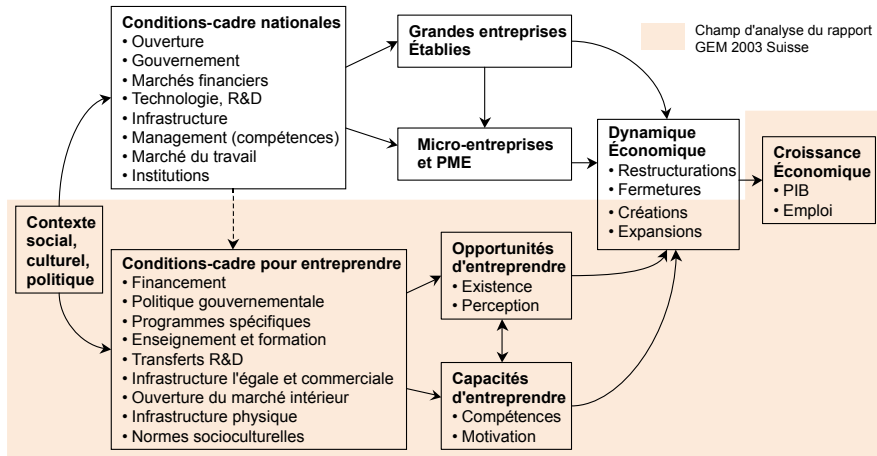 Conditions-cadre nationales
• Ouverture
• Gouvernement
• Marchés financiers
• Technologie, R&D
• Infrastructure
• Management (compétences)
• Marché du travail
• Institutions
Grandes entreprises
Établies
Champ d'analyse du rapport
GEM 2003 Suisse
Micro-entreprises
et PME
Dynamique
Économique
• Restructurations
• Fermetures
• Créations
• Expansions
Croissance
Économique
• PIB
• Emploi
Contexte
social,
culturel,
politique
Conditions-cadre pour entreprendre
• Financement
• Politique gouvernementale
• Programmes spécifiques
• Enseignement et formation
• Transferts R&D
• Infrastructure l'égale et commerciale
• Ouverture du marché intérieur
• Infrastructure physique
• Normes socioculturelles
Opportunités
d'entreprendre
• Existence
• Perception
Capacités
d'entreprendre
• Compétences
• Motivation